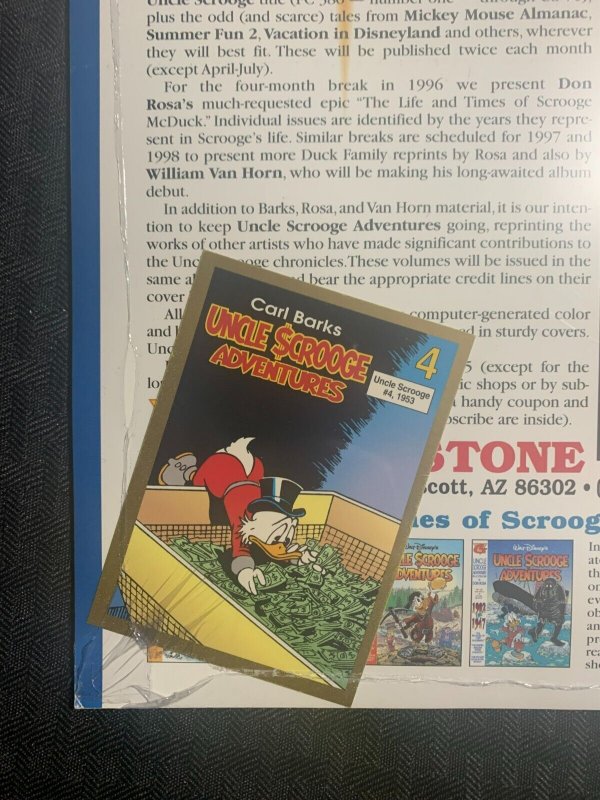 Uncle Scrooge title (FC 386 — number one — through
plus the odd (and scarce) tales from Mickey Mouse Almanac,
Summer Fun 2, Vacation in Disneyland and others, wherever
they will best fit. These will be published twice each month
(except April-July).
For the four-month break in 1996 we present Don
Rosa's much-requested epic "The Life and Times of Scrooge
McDuck." Individual issues are identified by the years they repre-
sent in Scrooge's life. Similar breaks are scheduled for 1997 and
1998 to present more Duck Family reprints by Rosa and also by
William Van Horn, who will be making his long-awaited album
debut.
In addition to Barks, Rosa, and Van Horn material, it is our inten-
tion to keep Uncle Scrooge Adventures going, reprinting the
works of other artists who have made significant contributions to
the Unc ooge chronicles. These volumes will be issued in the
same al d bear the appropriate credit lines on their
cover
All computer-generated color
and ed in sturdy covers.
Unc
5 (except for the
lo ic shops or by sub-
handy coupon and
scribe are inside).
STONE
scott, AZ 86302 •
es of Scroog
Carl Barks
UNCLE $CROOGE
ADVENTURES
4
Uncle Scrooge
#4, 1953
UNCLE $CROOGE
ADVENTURES
Walt Disney's
UNCLE $CROOGE
ADVENTURES
In